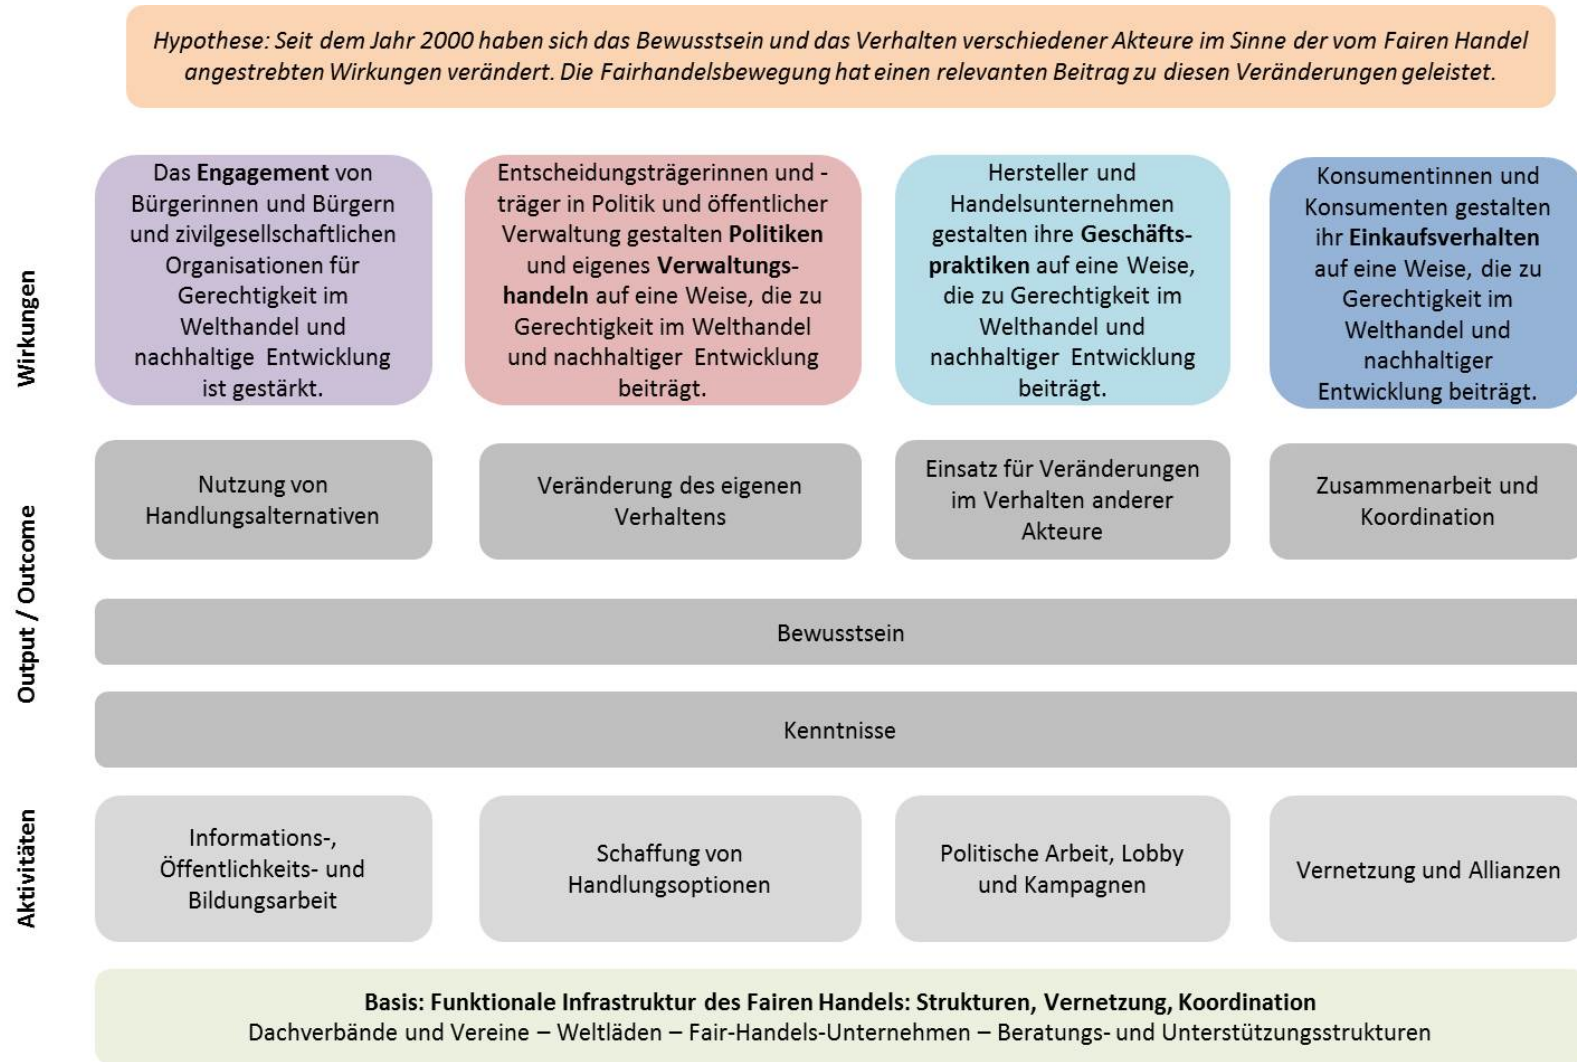 Hypothese: Seit dem Jahr 2000 haben sich das Bewusstsein und das Verhalten verschiedener Akteure im Sinne der vom Fairen Handel
angestrebten Wirkungen verändert. Die Fairhandelsbewegung hat einen relevanten Beitrag zu diesen Veränderungen geleistet.
Wirkungen
Das Engagement von
Bürgerinnen und Bürgern
und zivilgesellschaftlichen
Organisationen für
Gerechtigkeit im
Welthandel und
nachhaltige Entwicklung
ist gestärkt.
Entscheidungsträgerinnen und -
träger in Politik und öffentlicher
Verwaltung gestalten Politiken
und eigenes Verwaltungs-
handeln auf eine Weise, die zu
Gerechtigkeit im Welthandel
und nachhaltiger Entwicklung
beiträgt.
Hersteller und
Handelsunternehmen
gestalten ihre Geschäfts-
praktiken auf eine Weise,
die zu Gerechtigkeit im
Welthandel und
nachhaltiger Entwicklung
beiträgt.
Konsumentinnen und
Konsumenten gestalten
ihr Einkaufsverhalten
auf eine Weise, die zu
Gerechtigkeit im
Welthandel und
nachhaltiger
Entwicklung beiträgt.
Output / Outcome
Nutzung von
Handlungsalternativen
Veränderung des eigenen
Verhaltens
Einsatz für Veränderungen
im Verhalten anderer
Akteure
Zusammenarbeit und
Koordination
Bewusstsein
Kenntnisse
Aktivitäten
Informations-,
Öffentlichkeits- und
Bildungsarbeit
Schaffung von
Handlungsoptionen
Politische Arbeit, Lobby
und Kampagnen
Vernetzung und Allianzen
Basis: Funktionale Infrastruktur des Fairen Handels: Strukturen, Vernetzung, Koordination
Dachverbände und Vereine – Weltläden – Fair-Handels-Unternehmen – Beratungs- und Unterstützungsstrukturen